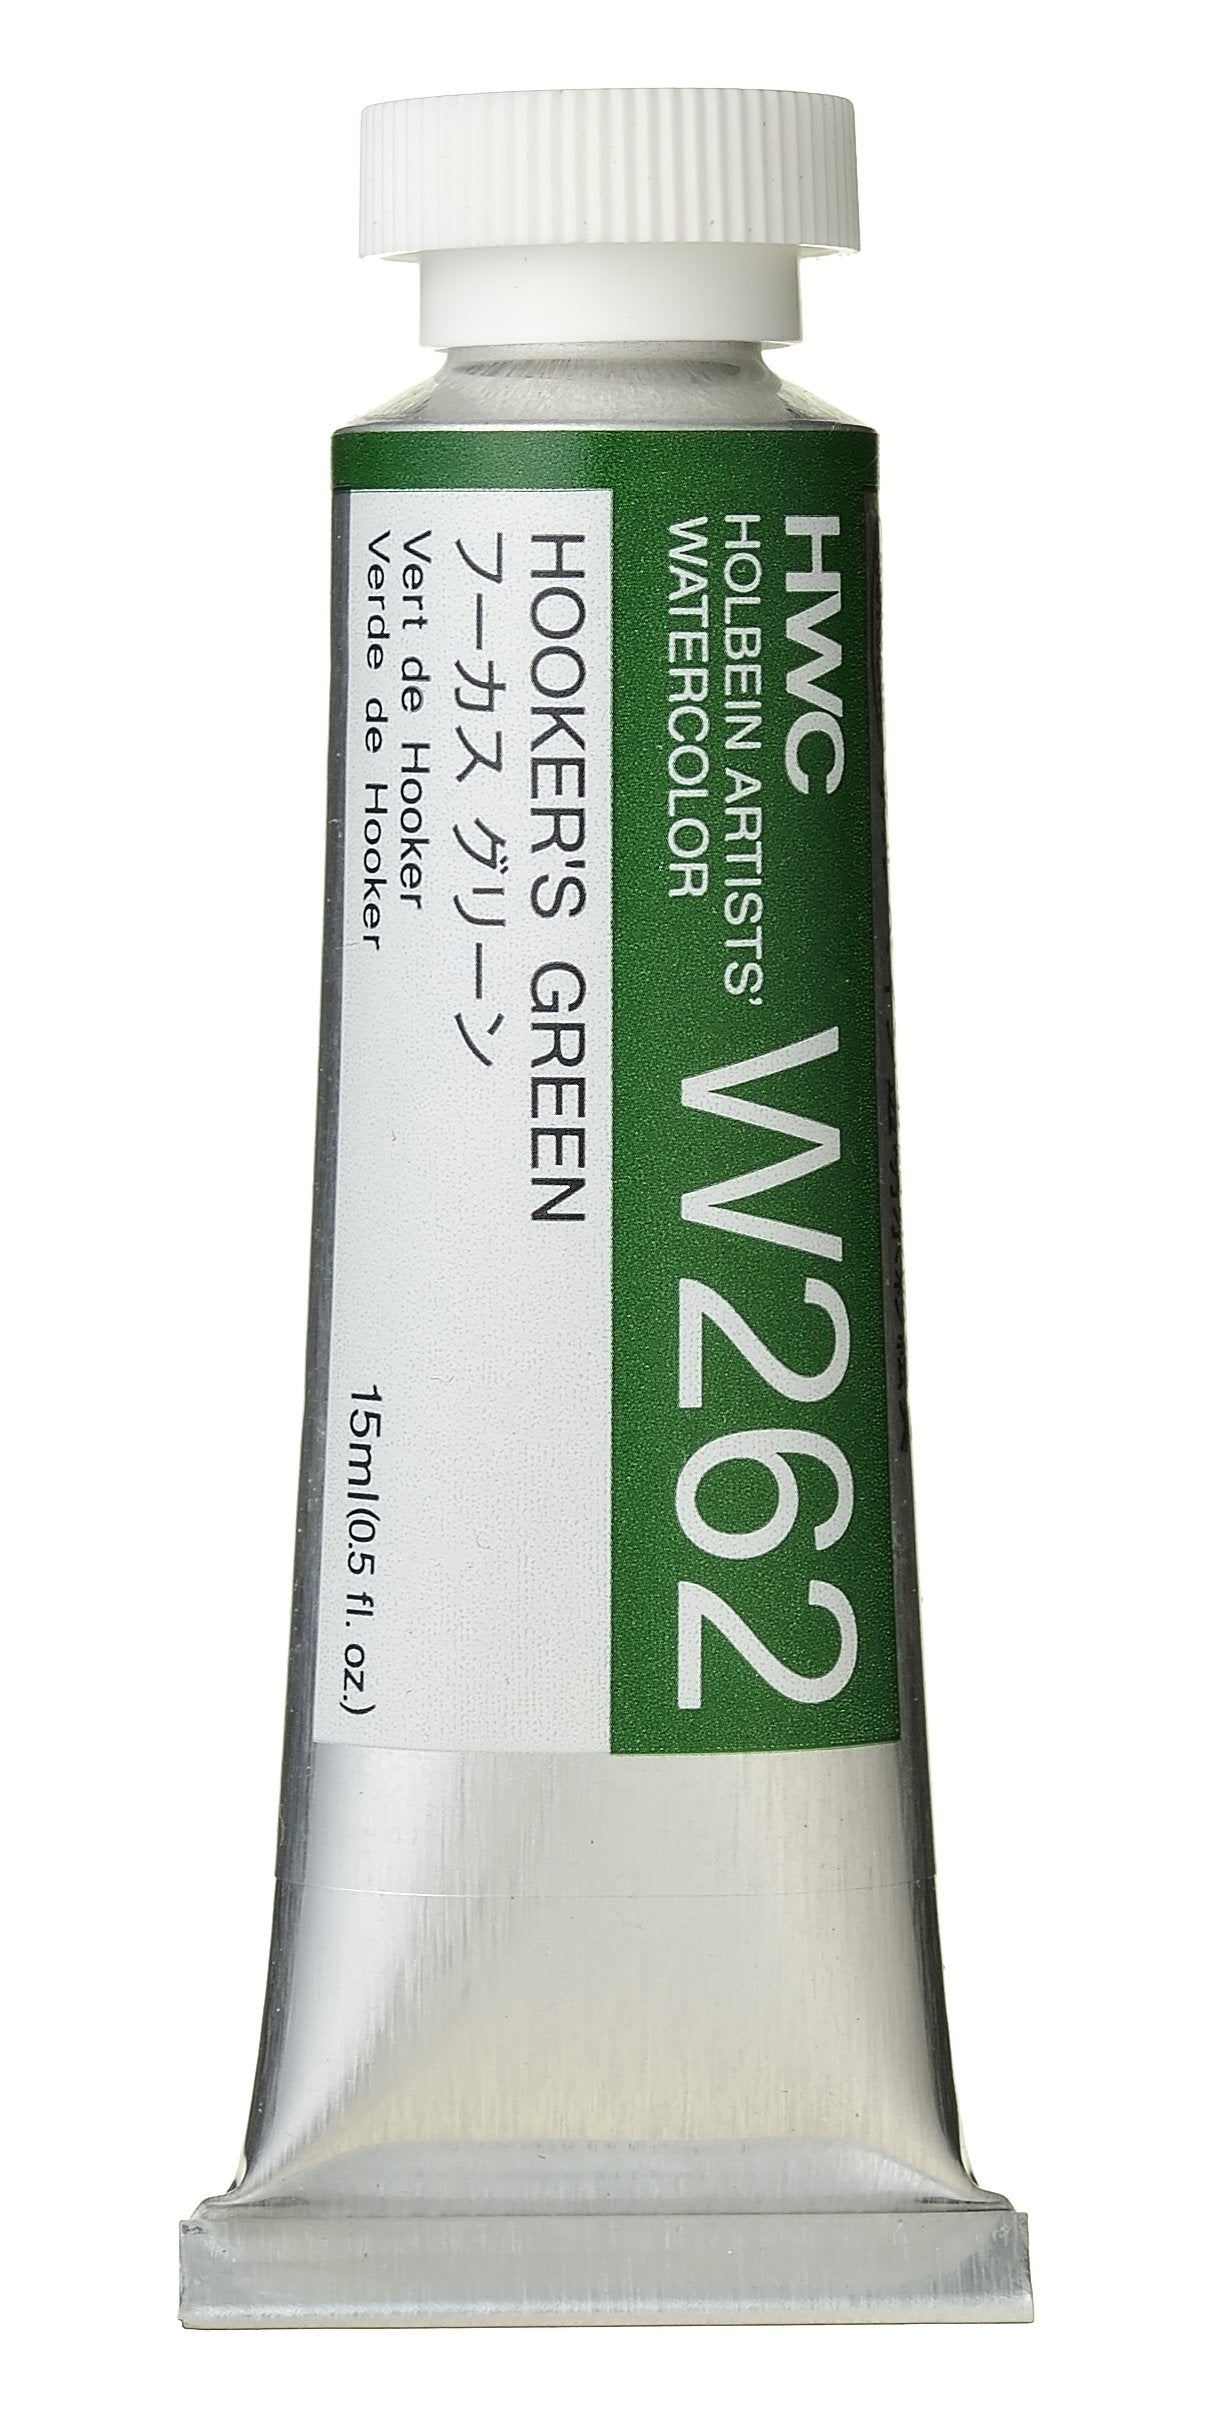 HWC
HOLBEIN ARTISTS'
WATERCOLOR
W262
HOOKER'S GREEN
フーカス グリーン
Vert de Hooker
Verde de Hooker
15ml(0.5 fl. oz.)